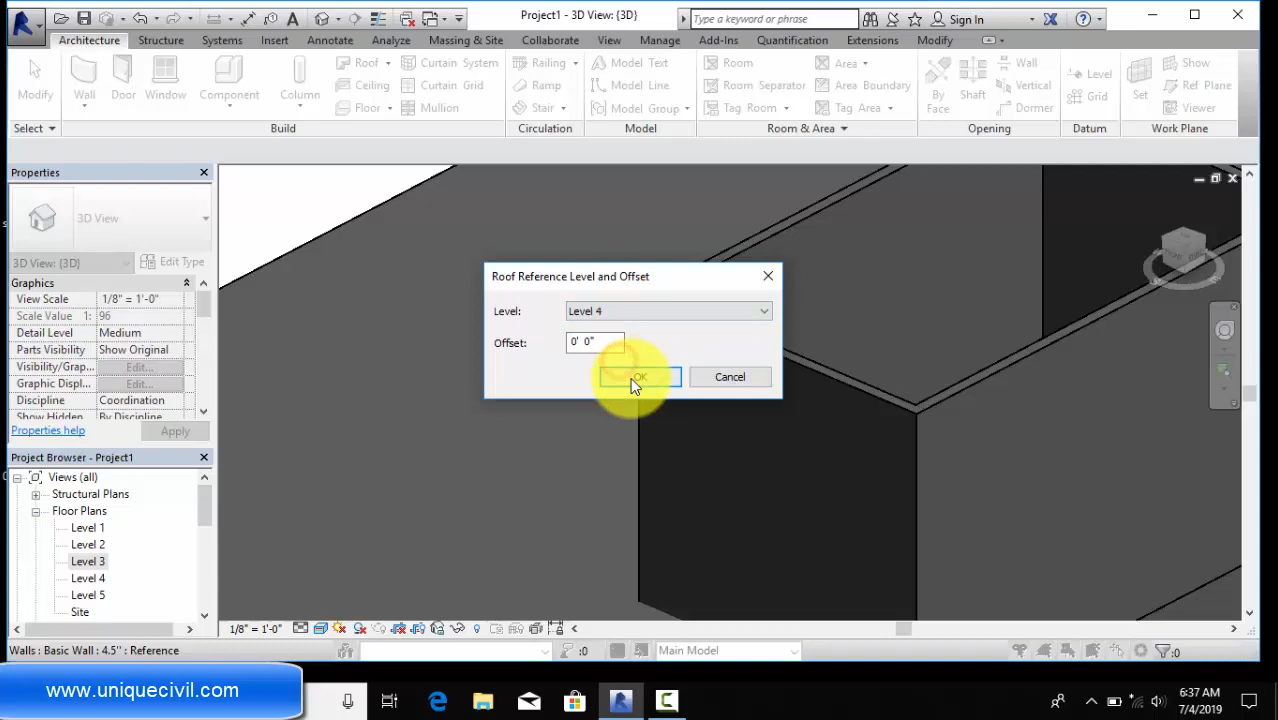 Project1 - 3D View: {3D}
Type a keyword or phrase
Sign In
Architecture Structure Systems Insert Annotate Analyze Massing & Site Collaborate View Manage Add-Ins Quantification Extensions Modify
Modify Wall Door Window Component Column
Roof
Ceiling
Floor
Curtain System
Curtain Grid
Mullion
Railing
Ramp
Stair
Model Text
Model Line
Model Group
Room
Room Separator
Tag Room
Area
Area Boundary
Tag Area
By Face
Shaft
Wall
Vertical
Dormer
Level
Grid
Set
Show
Ref Plane
Viewer
Select Build Circulation Model Room & Area Opening Datum Work Plane
Properties
3D View
3D View: {3D} Edit Type
Graphics
View Scale 1/8" = 1'-0"
Scale Value 1: 96
Detail Level Medium
Parts Visibility Show Original
Visibility/Grap... Edit...
Graphic Displ... Edit...
Discipline Coordination
Show Hidden By Discipline
Properties help Apply
Project Browser - Project1
Views (all)
Structural Plans
Floor Plans
Level 1
Level 2
Level 3
Level 4
Level 5
Site
Roof Reference Level and Offset
Level: Level 4
Offset: 0' 0"
OK Cancel
1/8" = 1'-0"
Walls : Basic Wall : 4.5" : Reference
:0
Main Model
:0
www.uniquecivil.com
6:37 AM
7/4/2019